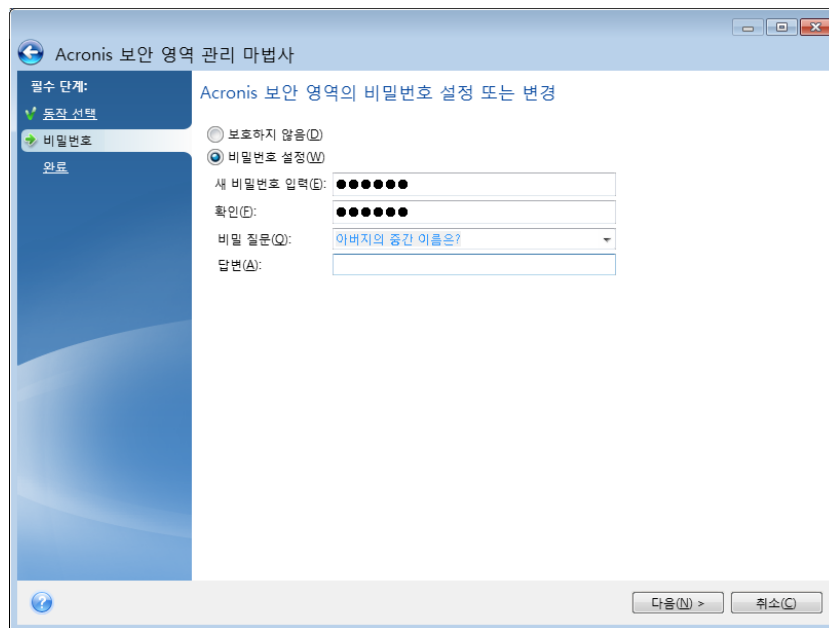 Acronis 보안 영역 관리 마법사
필수 단계:
동작 선택
비밀번호
완료
Acronis 보안 영역의 비밀번호 설정 또는 변경
보호하지 않음(D)
비밀번호 설정(W)
새 비밀번호 입력(E): ●●●●●●
확인(F): ●●●●●●
비밀 질문(Q): 아버지의 중간 이름은?
답변(A):
다음(N) > 취소(C)